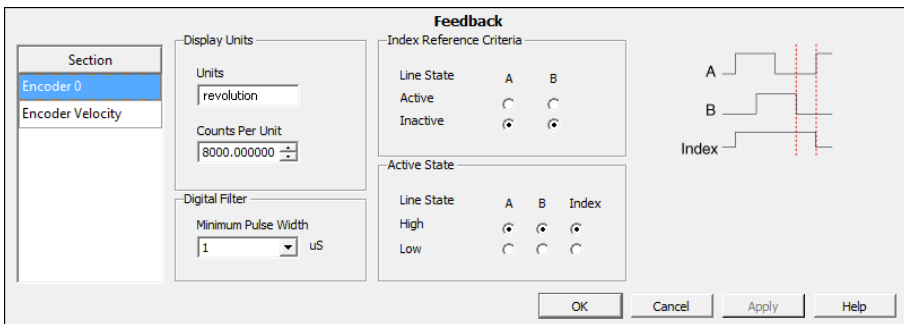 Feedback
Section
Encoder 0
Encoder Velocity
Display Units
Units
revolution
Counts Per Unit
8000.000000
Digital Filter
Minimum Pulse Width
1 uS
Index Reference Criteria
Line State A B
Active
Inactive
Active State
Line State A B Index
High
Low
A
B
Index
OK Cancel Apply Help